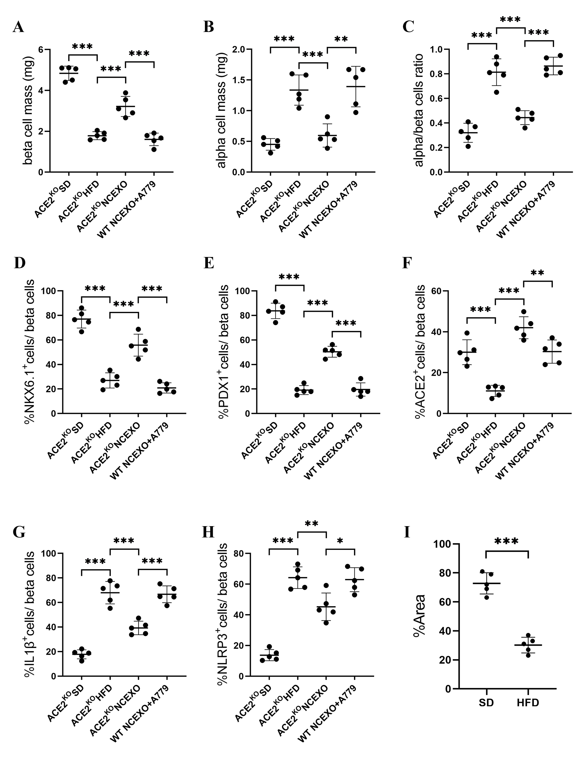 A
B
C
beta cell mass (mg)
6
4
2
0
***
***
***
ACE2KOSD
ACE2KOHFD
ACE2KONCEXO
WT NCEXO+A779
alpha cell mass (mg)
2.0
1.5
1.0
0.5
0.0
***
***
**
ACE2KOSD
ACE2KOHFD
ACE2KONCEXO
WT NCEXO+A779
alpha/beta cells ratio
1.0
0.8
0.6
0.4
0.2
0.0
***
***
***
ACE2KOSD
ACE2KOHFD
ACE2KONCEXO
WT NCEXO+A779
D
E
F
%NKX6.1+cells/ beta cells
100
80
60
40
20
0
***
***
***
ACE2KOSD
ACE2KOHFD
ACE2KONCEXO
WT NCEXO+A779
%PDX1+cells/ beta cells
100
80
60
40
20
0
***
***
***
ACE2KOSD
ACE2KOHFD
ACE2KONCEXO
WT NCEXO+A779
%ACE2+cells/ beta cells
60
40
20
0
***
***
**
ACE2KOSD
ACE2KOHFD
ACE2KONCEXO
WT NCEXO+A779
G
H
I
%IL1β+cells/ beta cells
100
80
60
40
20
0
***
***
***
ACE2KOSD
ACE2KOHFD
ACE2KONCEXO
WT NCEXO+A779
%NLRP3+cells/ beta cells
80
60
40
20
0
***
**
*
ACE2KOSD
ACE2KOHFD
ACE2KONCEXO
WT NCEXO+A779
%Area
100
80
60
40
20
0
***
SD
HFD